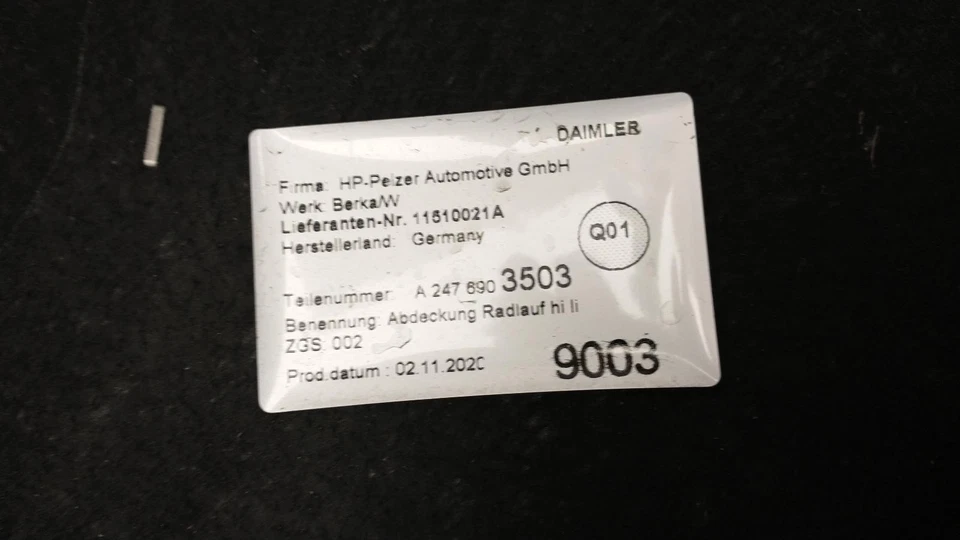 DAIMLER
Firma: HP-Pelzer Automotive GmbH
Werk: Berka/W
Lieferanten-Nr. 11510021A
Herstellerland: Germany
Q01
Teilenummer: A 247 690 3503
Benennung: Abdeckung Radlauf hi li
ZGS: 002
Prod.datum : 02.11.2020
9003